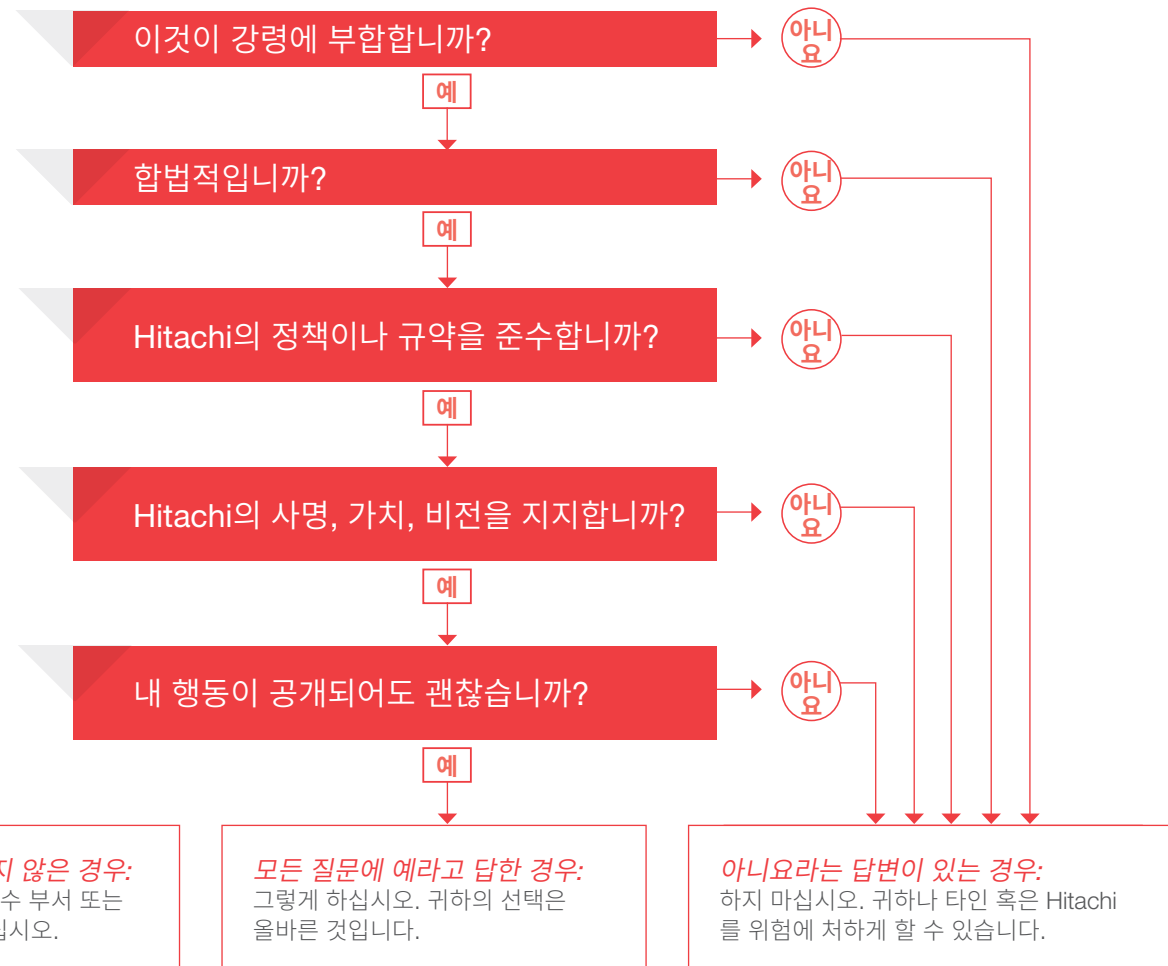 이것이 강령에 부합합니까?
아니
요
예
합법적입니까?
아니
요
예
Hitachi의 정책이나 규약을 준수합니까?
아니
요
예
Hitachi의 사명, 가치, 비전을 지지합니까?
아니
요
예
내 행동이 공개되어도 괜찮습니까?
아니
요
예
지 않은 경우:
수 부서 또는
십시오.
모든 질문에 예라고 답한 경우:
그렇게 하십시오. 귀하의 선택은
올바른 것입니다.
아니요라는 답변이 있는 경우:
하지 마십시오. 귀하나 타인 혹은 Hitachi
를 위험에 처하게 할 수 있습니다.